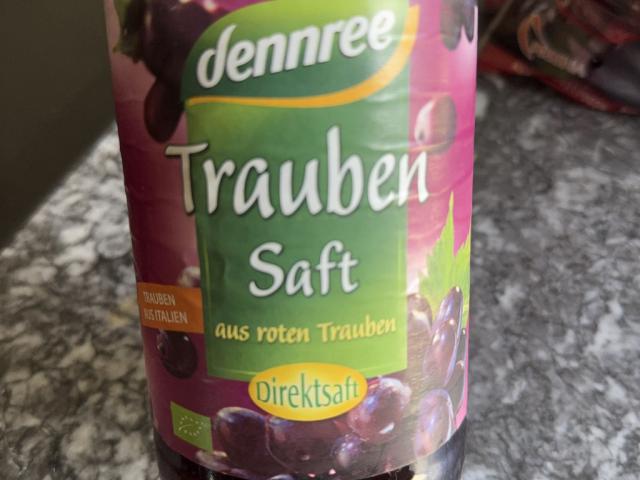 dennree
Trauben
Saft
aus roten Trauben
Direktsaft
TRAUBEN
AUS ITALIEN